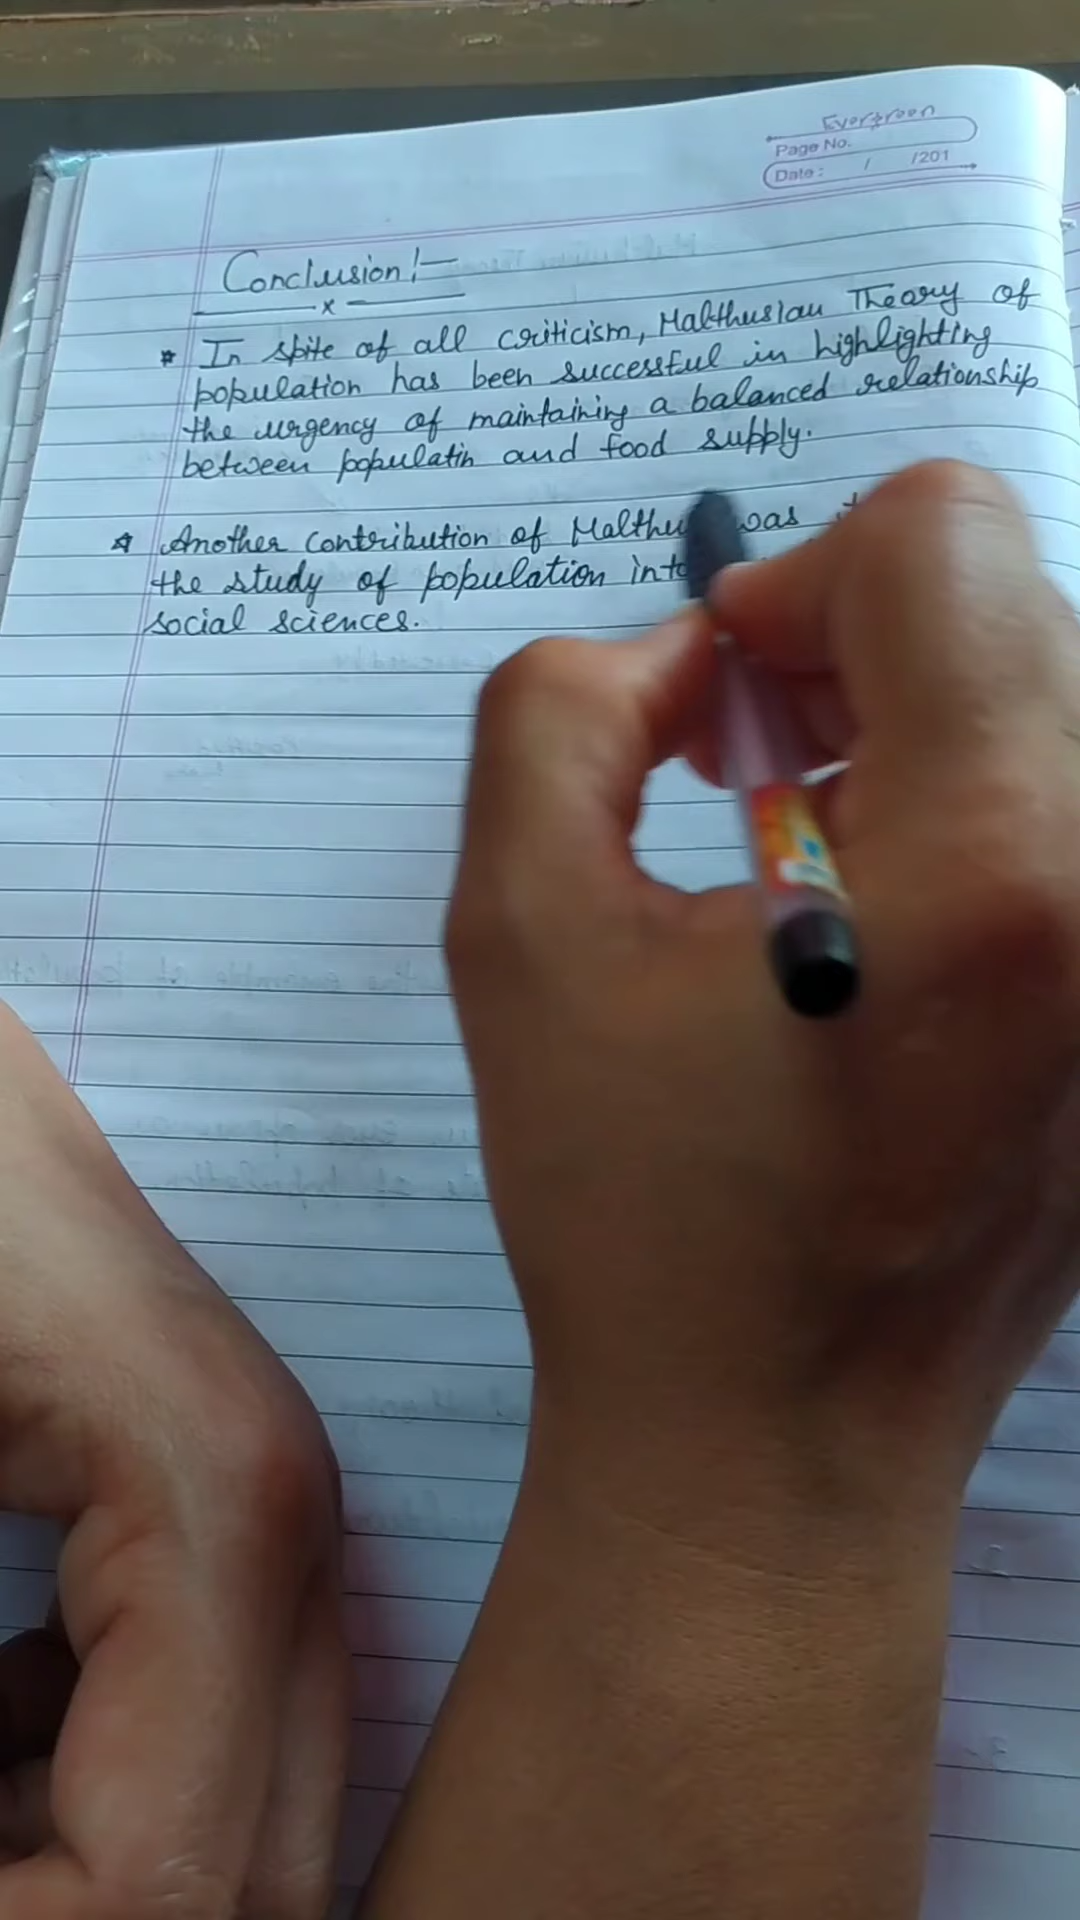 Evergreen
Page No.
Date: / /201
Conclusion!—
x
* In spite of all criticism, Malthusian Theory of
population has been successful in highlighting
the urgency of maintaining a balanced relationship
between populatin and food supply.
* Another contribution of was
the study of population
social sciences.